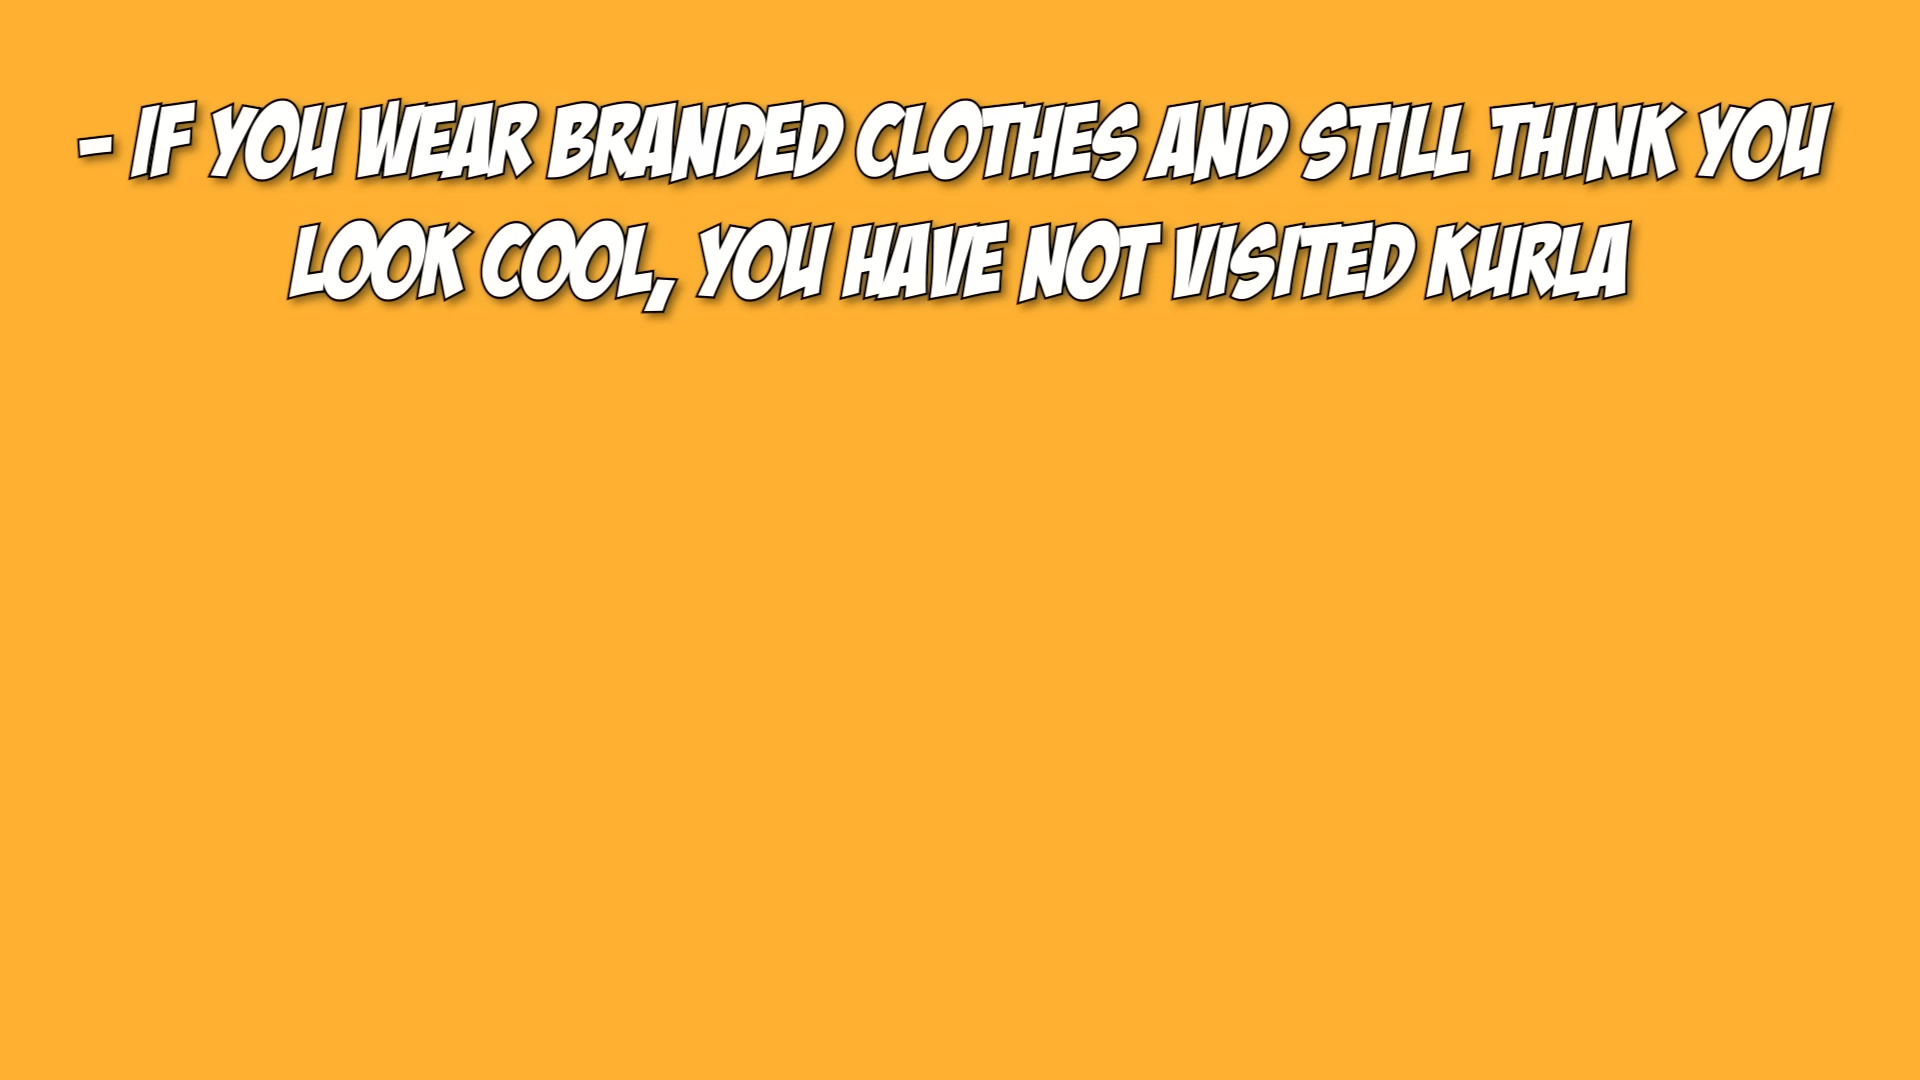 - IF YOU WEAR BRANDED CLOTHES AND STILL THINK YOU
LOOK COOL, YOU HAVE NOT VISITED KURLA